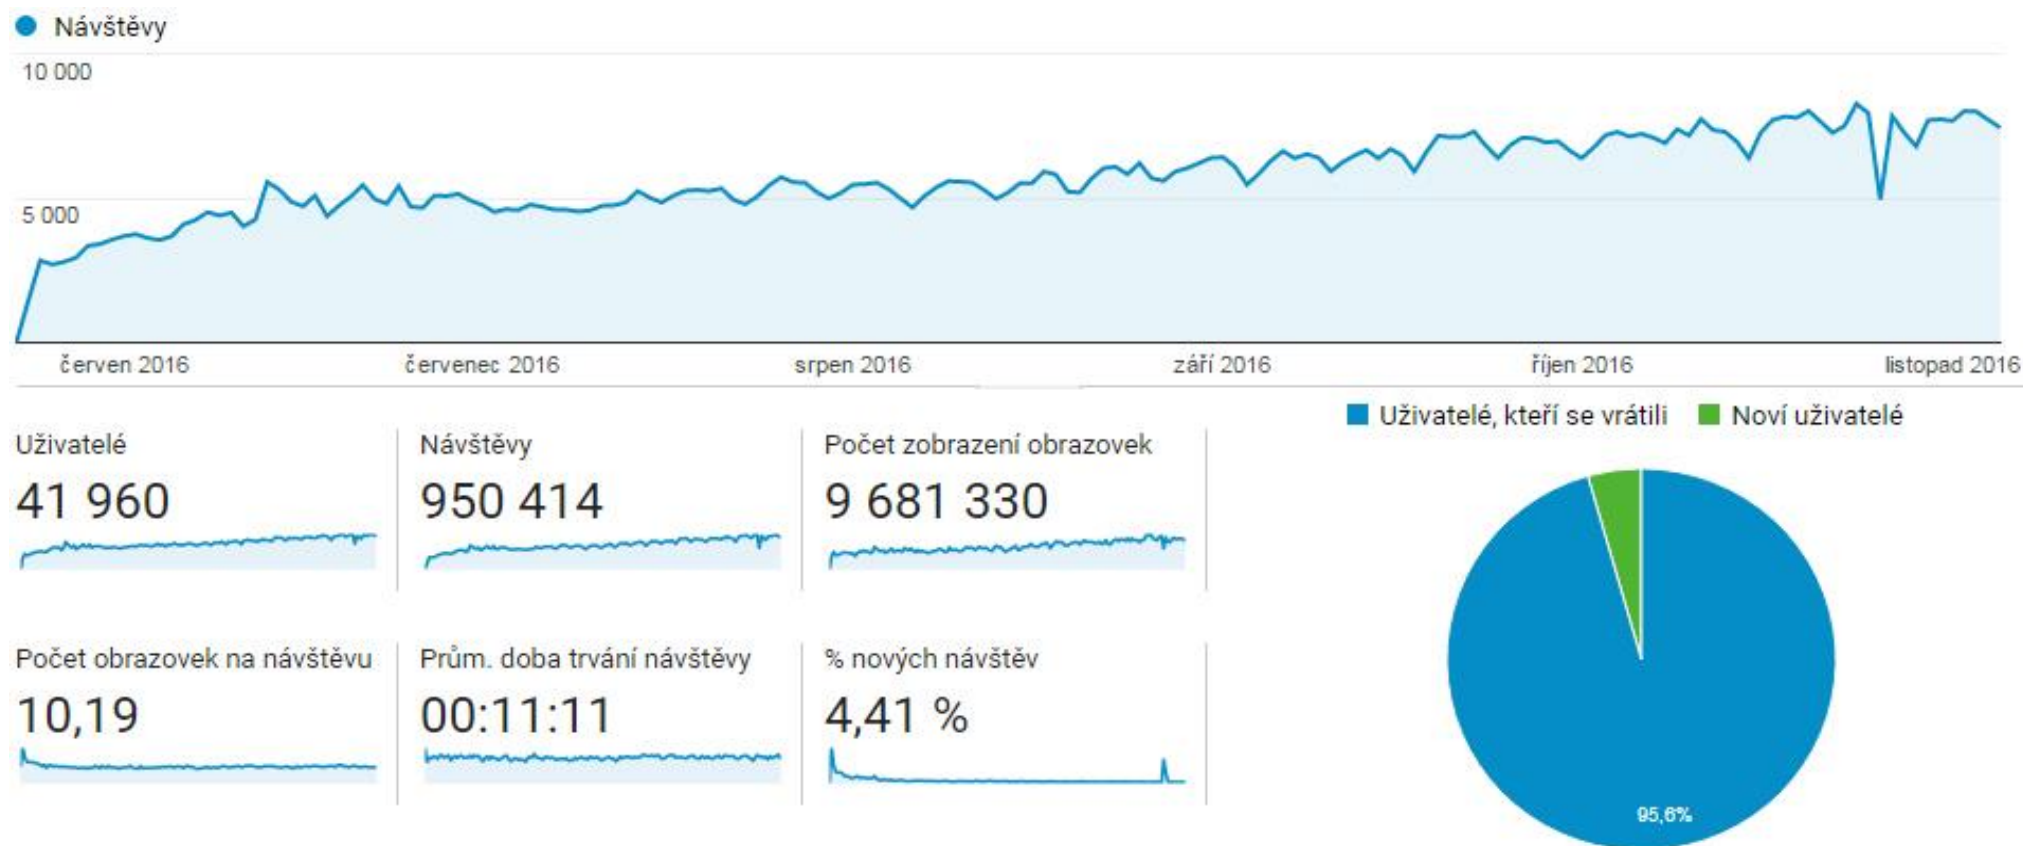 Návštěvy
10 000
5 000
červen 2016 červenec 2016 srpen 2016 září 2016 říjen 2016 listopad 2016
Uživatelé, kteří se vrátili Noví uživatelé
Uživatelé
41 960
Návštěvy
950 414
Počet zobrazení obrazovek
9 681 330
Počet obrazovek na návštěvu
10,19
Prům. doba trvání návštěvy
00:11:11
% nových návštěv
4,41 %
95,6%